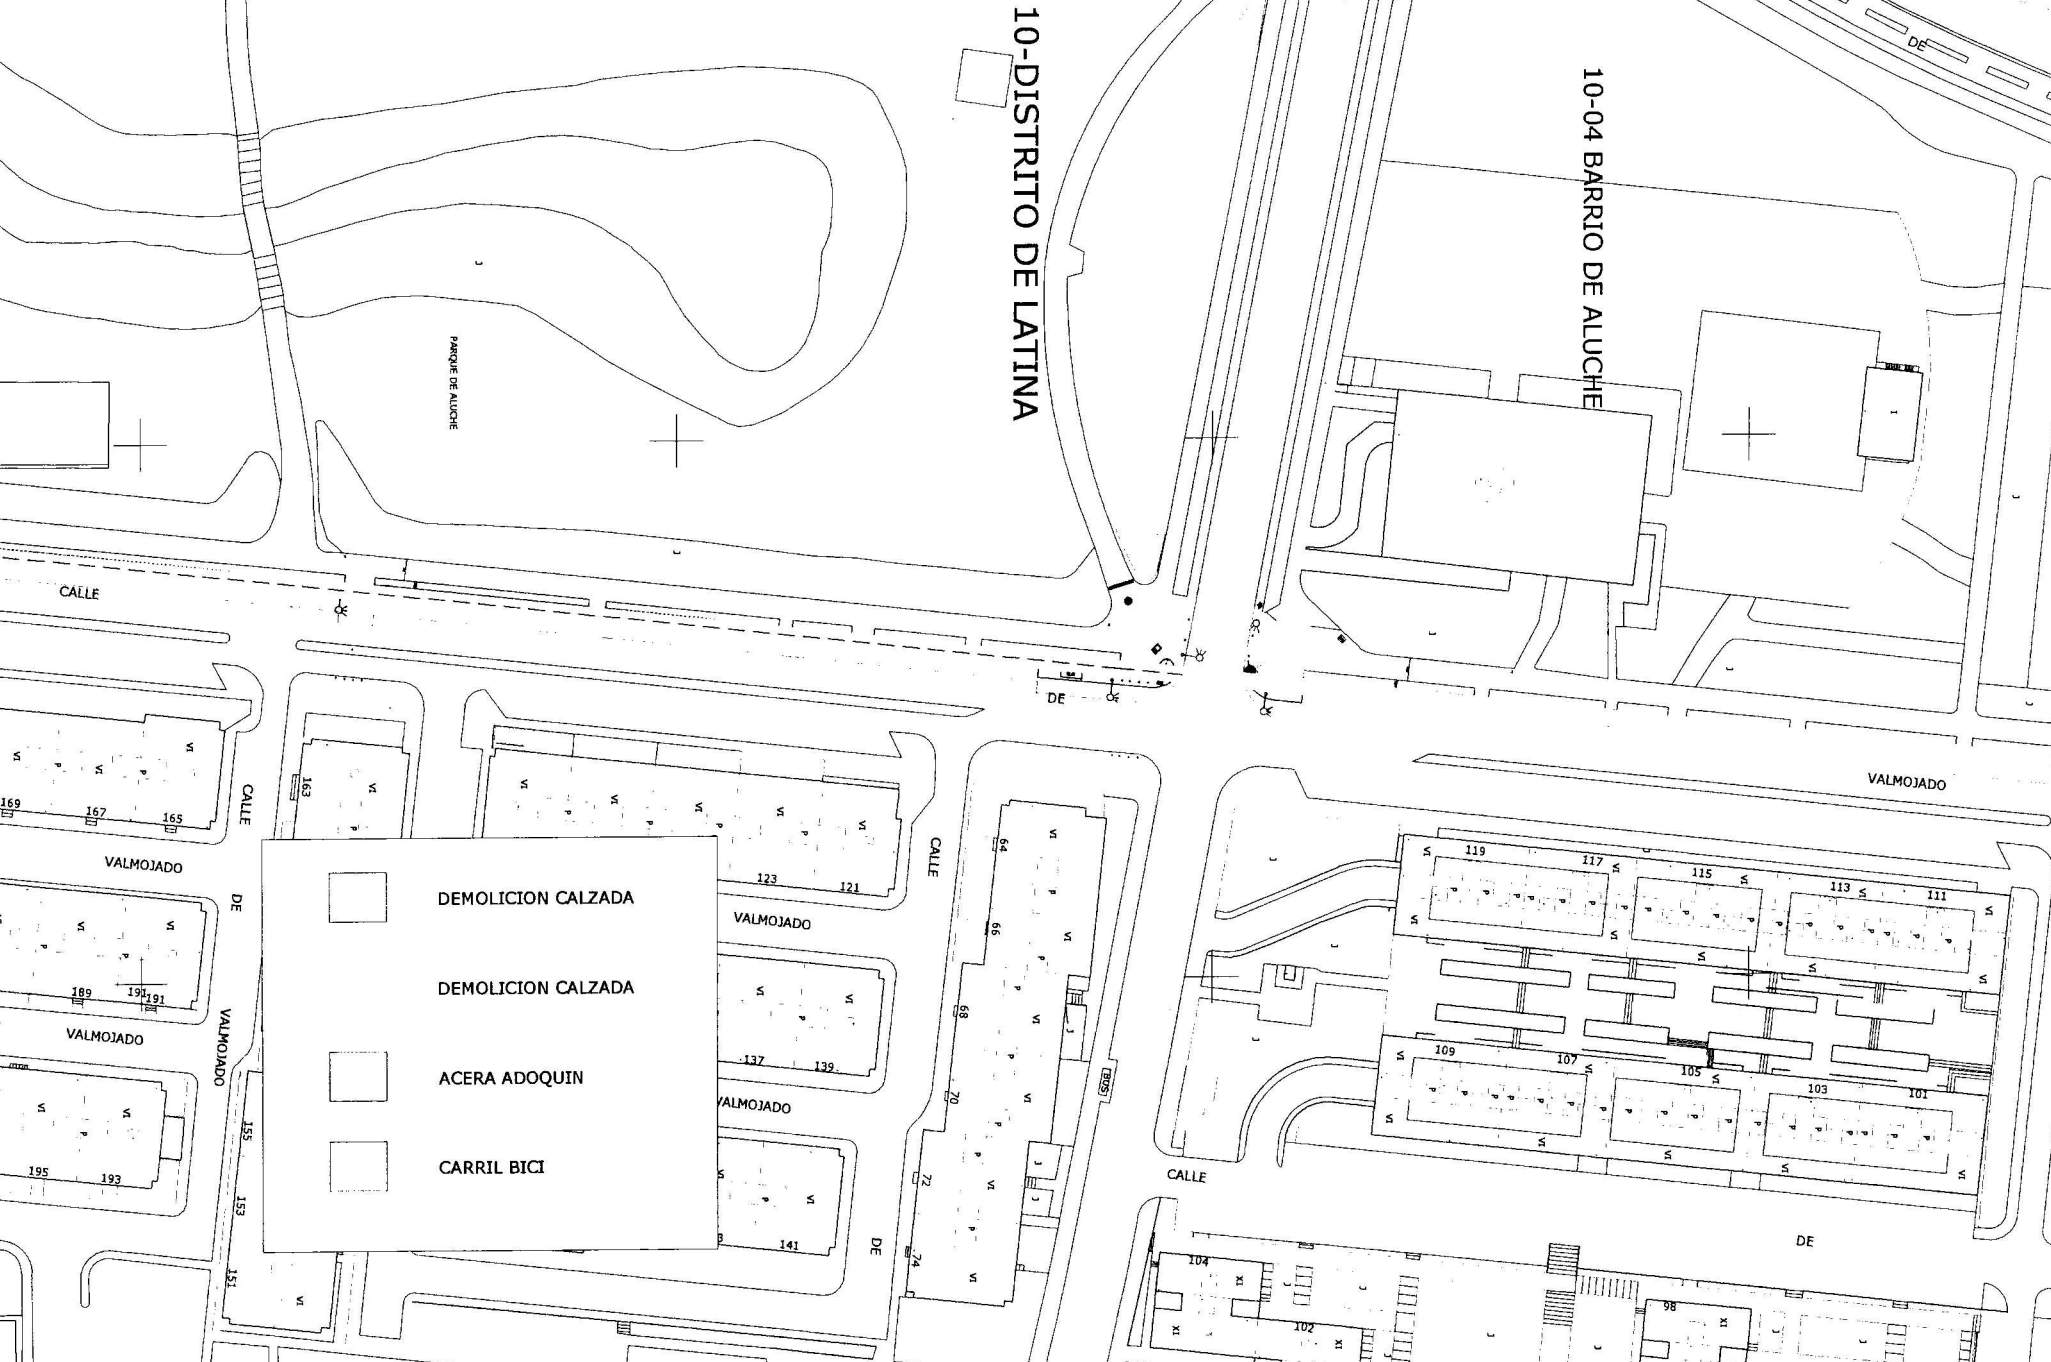 10-DISTRITO DE LATINA
10-04 BARRIO DE ALUCHE
DE
PARQUE DE ALUCHE
I
CALLE
DE
VALMOJADO
169
167
165
163
CALLE
VALMOJADO
DE
189
191
191
VALMOJADO
VALMOJADO
195
193
155
153
151
DEMOLICION CALZADA
DEMOLICION CALZADA
ACERA ADOQUIN
CARRIL BICI
123
121
VALMOJADO
CALLE
137
139
VALMOJADO
141
DE
64
66
68
70
72
74
BUS
CALLE
119
117
115
113
111
109
107
105
103
101
DE
104
102
98